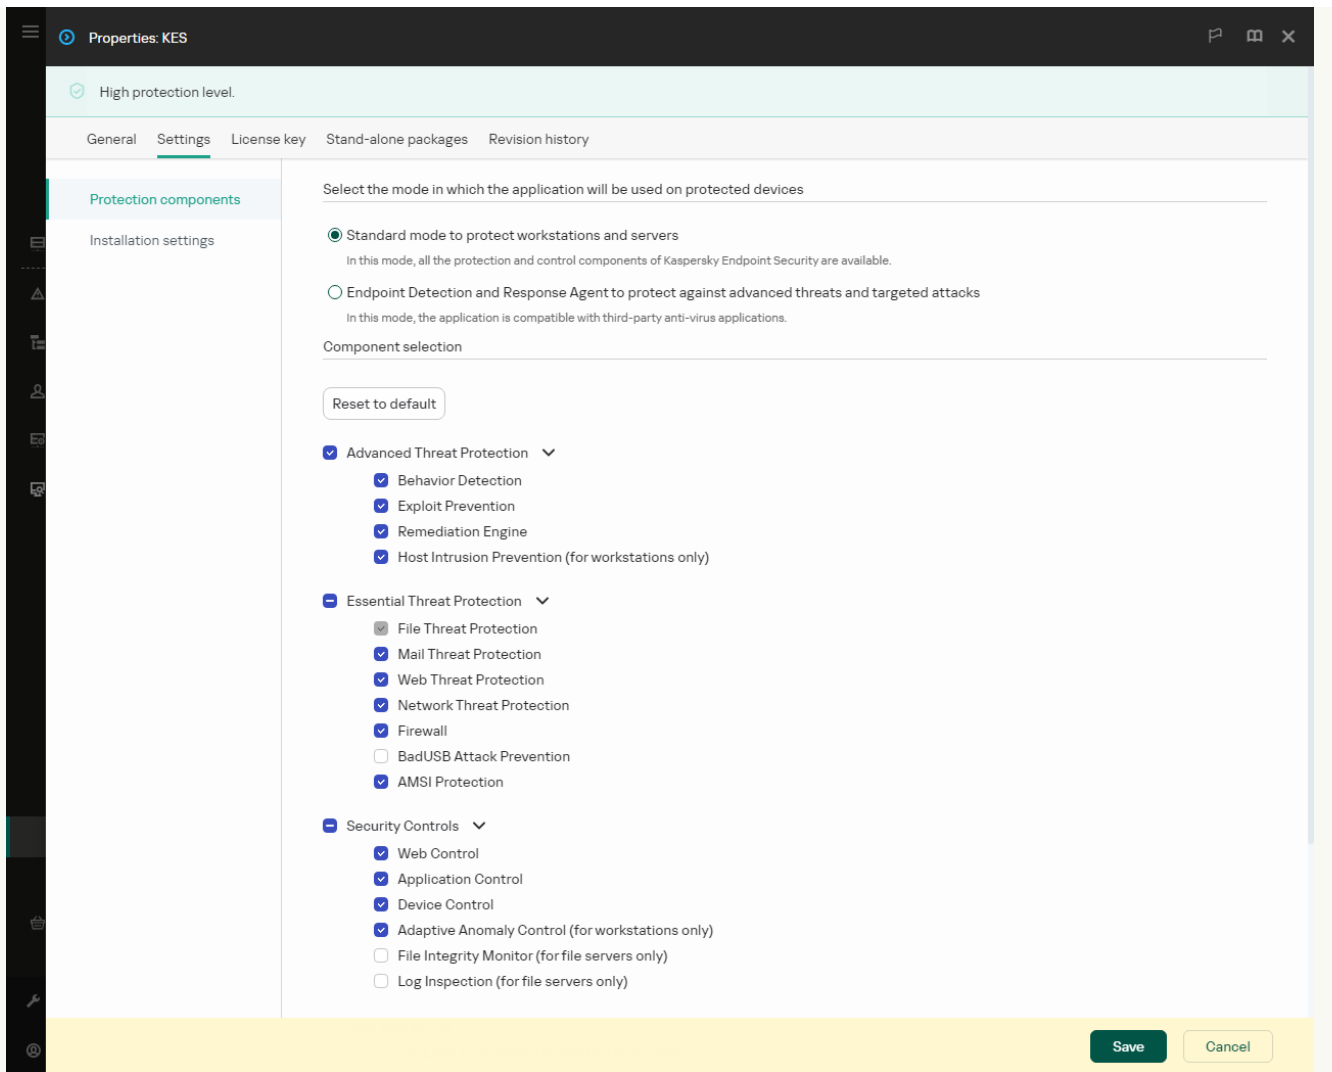 Properties: KES
High protection level.
General Settings License key Stand-alone packages Revision history
Protection components
Installation settings
Select the mode in which the application will be used on protected devices
Standard mode to protect workstations and servers
In this mode, all the protection and control components of Kaspersky Endpoint Security are available.
Endpoint Detection and Response Agent to protect against advanced threats and targeted attacks
In this mode, the application is compatible with third-party anti-virus applications.
Component selection
Reset to default
Advanced Threat Protection
Behavior Detection
Exploit Prevention
Remediation Engine
Host Intrusion Prevention (for workstations only)
Essential Threat Protection
File Threat Protection
Mail Threat Protection
Web Threat Protection
Network Threat Protection
Firewall
BadUSB Attack Prevention
AMSI Protection
Security Controls
Web Control
Application Control
Device Control
Adaptive Anomaly Control (for workstations only)
File Integrity Monitor (for file servers only)
Log Inspection (for file servers only)
Save Cancel